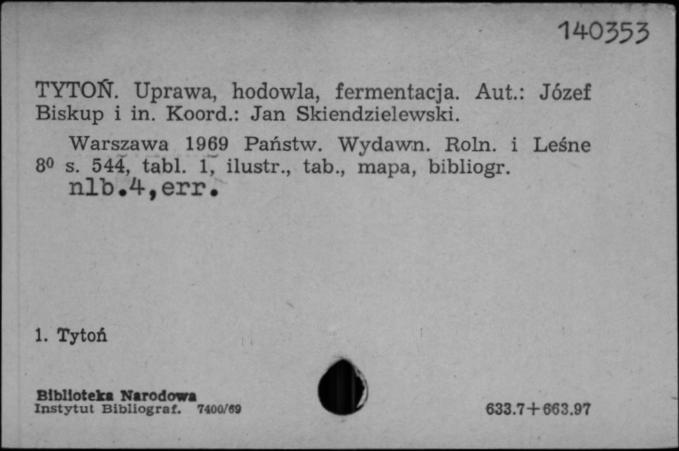 140353
TYTOŃ. Uprawa, hodowla, fermentacja. Aut.: Józef
Biskup i in. Koord.: Jan Skiendzielewski.
Warszawa 1969 Państw. Wydawn. Roln. i Leśne
8⁰ s. 544, tabl. 1, ilustr., tab., mapa, bibliogr.
nlb.4,err.
1. Tytoń
Biblioteka Narodowa
Instytut Bibliograf. 7400/69
633.7+663.97